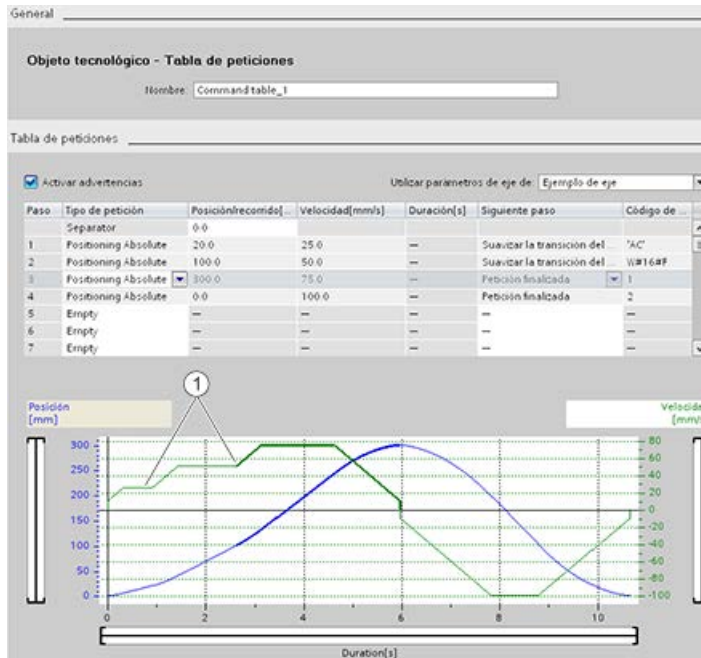 General
Objeto tecnológico - Tabla de peticiones
Nombre: Command table_1
Tabla de peticiones
Activar advertencias Utilizar parámetros de eje de: Ejemplo de eje
Paso Tipo de petición Posición/recorrido[... Velocidad[mm/s] Duración[s] Siguiente paso Código de ...
Separator 0.0
1 Positioning Absolute 20.0 25.0 — Suavizar la transición del ... "AC"
2 Positioning Absolute 100.0 50.0 — Suavizar la transición del ... W#16#F
3 Positioning Absolute 300.0 75.0 — Petición finalizada 1
4 Positioning Absolute 0.0 100.0 — Petición finalizada 2
5 Empty — — — — —
6 Empty — — — — —
7 Empty — — — — —
1
Posición
[mm]
Velocida
[mm/
300 80
250 60
200 40
150 20
100 0
50 -20
0 -40
-60
-80
-100
0 2 4 6 8 10
Duration[s]